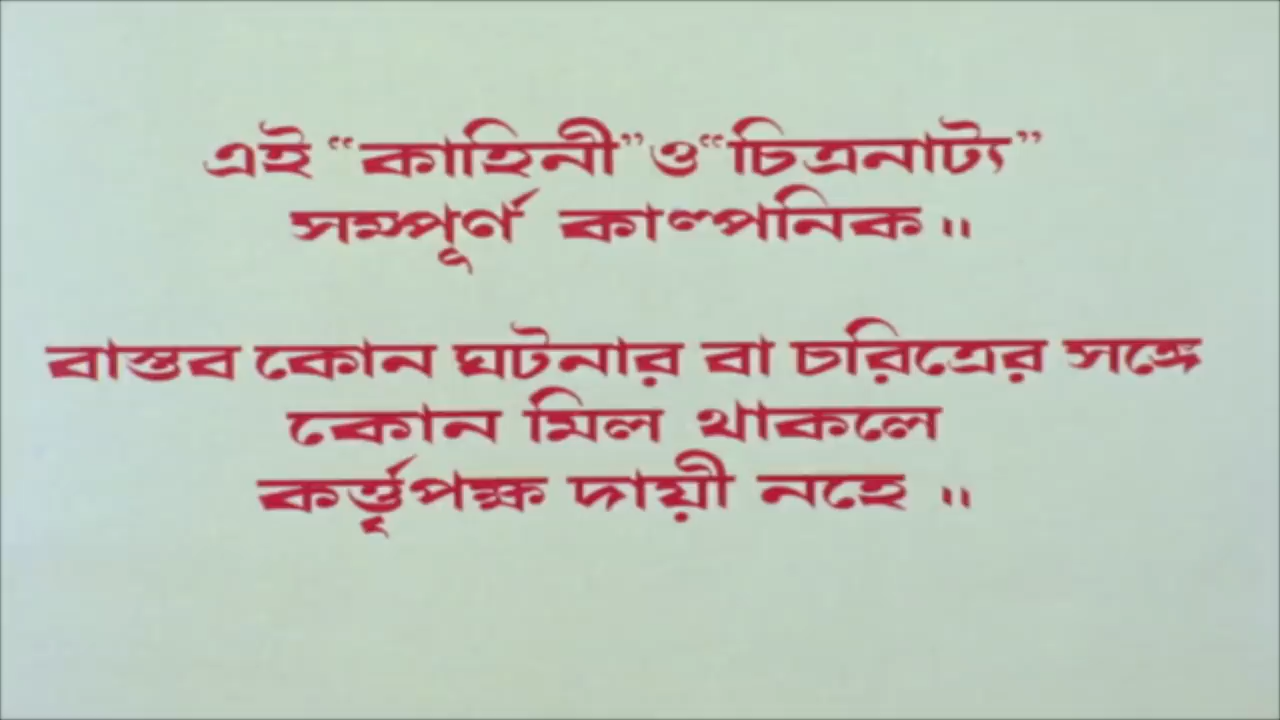 এই “কাহিনী” ও “চিত্রনাট্য”
সম্পূর্ণ কাল্পনিক ।।
বাস্তব কোন ঘটনার বা চরিত্রের সঙ্গে
কোন মিল থাকলে
কর্ত্তৃপক্ষ দায়ী নহে ।।